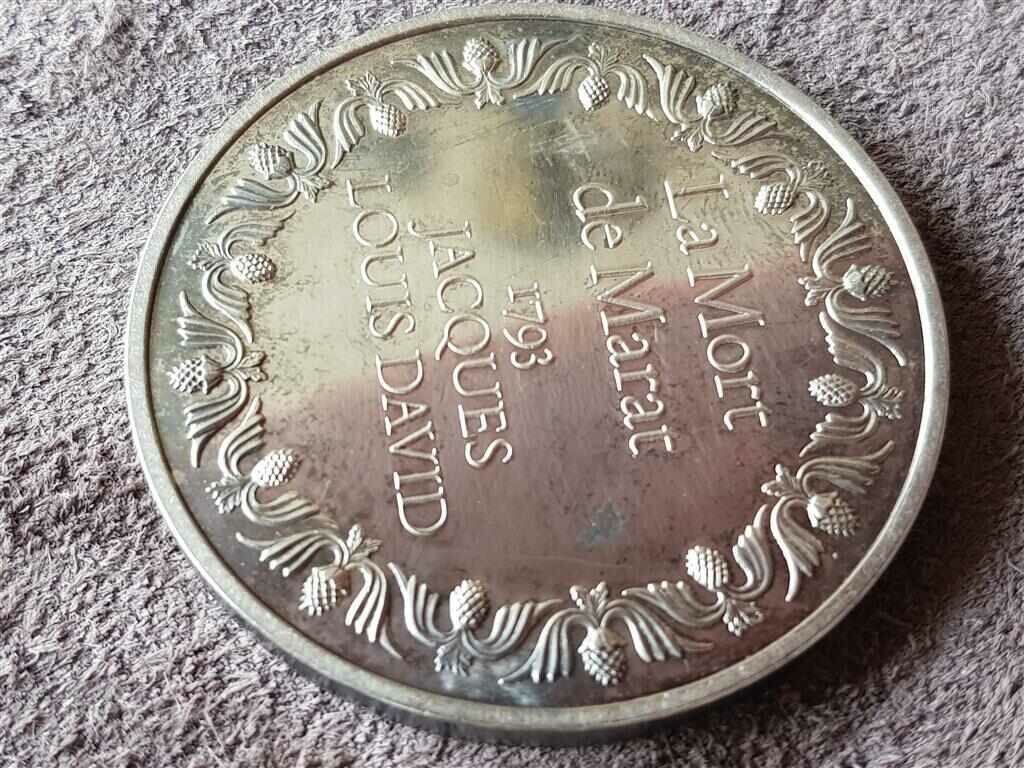 La Mort
de Marat
1793
JACQUES
LOUIS DAVID